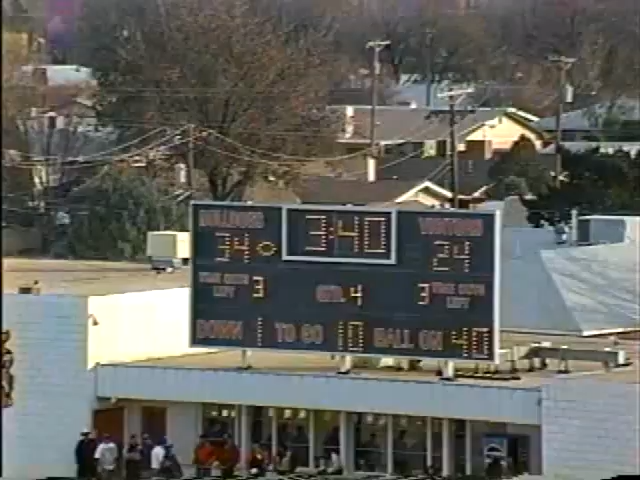 BULLDOGS 3:40 VISITORS
34 24
TIME OUTS LEFT 3 QTR. 4 3 TIME OUTS LEFT
DOWN 1 TO GO 10 BALL ON 40